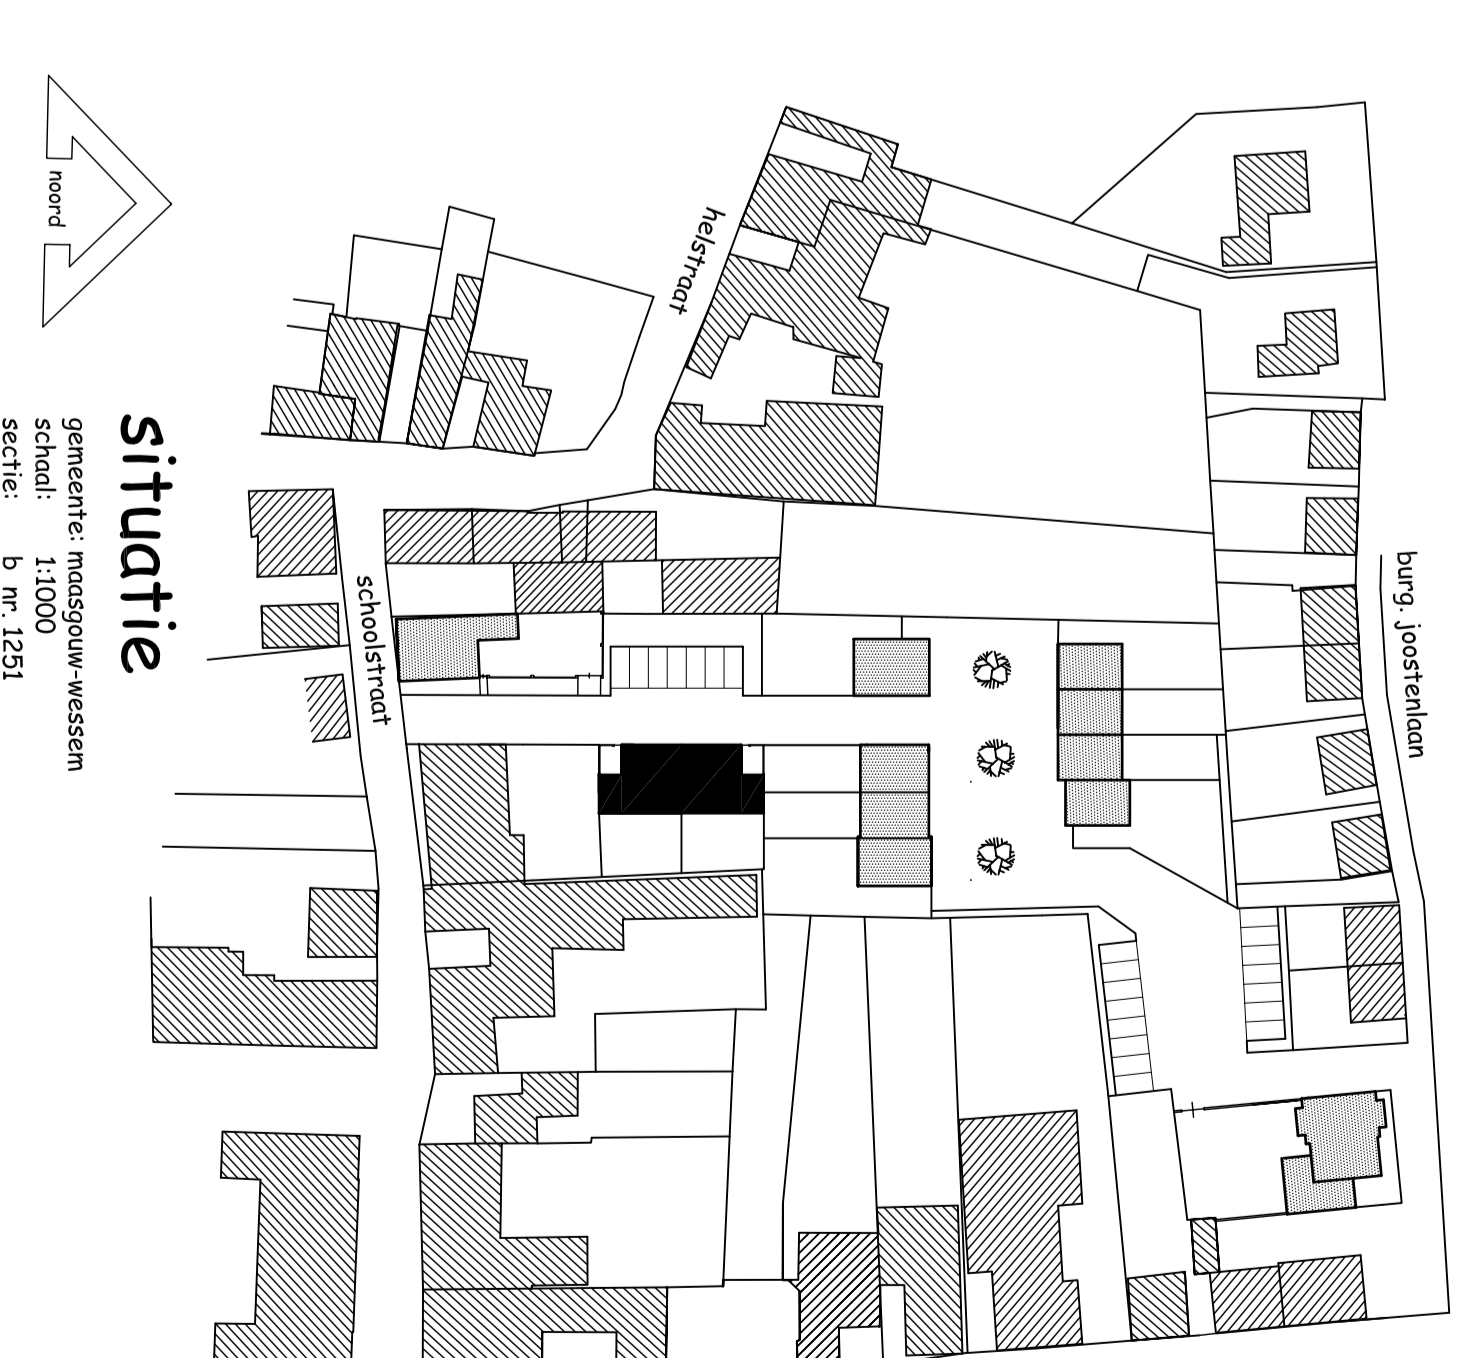 noord
situatie
gemeente: maasgouw-wessem
schaal: 1:1000
sectie: b nr. 1251
helstraat
schoolstraat
burg. joostenlaan